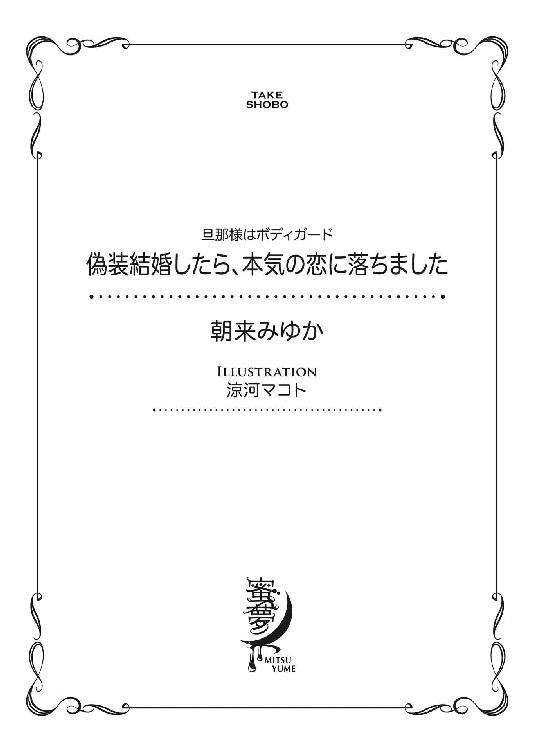 TAKE
SHOBO
旦那様はボディガード
偽装結婚したら、本気の恋に落ちました
朝来みゆか
ILLUSTRATION
涼河マコト
蜜夢
MITSU
YUME